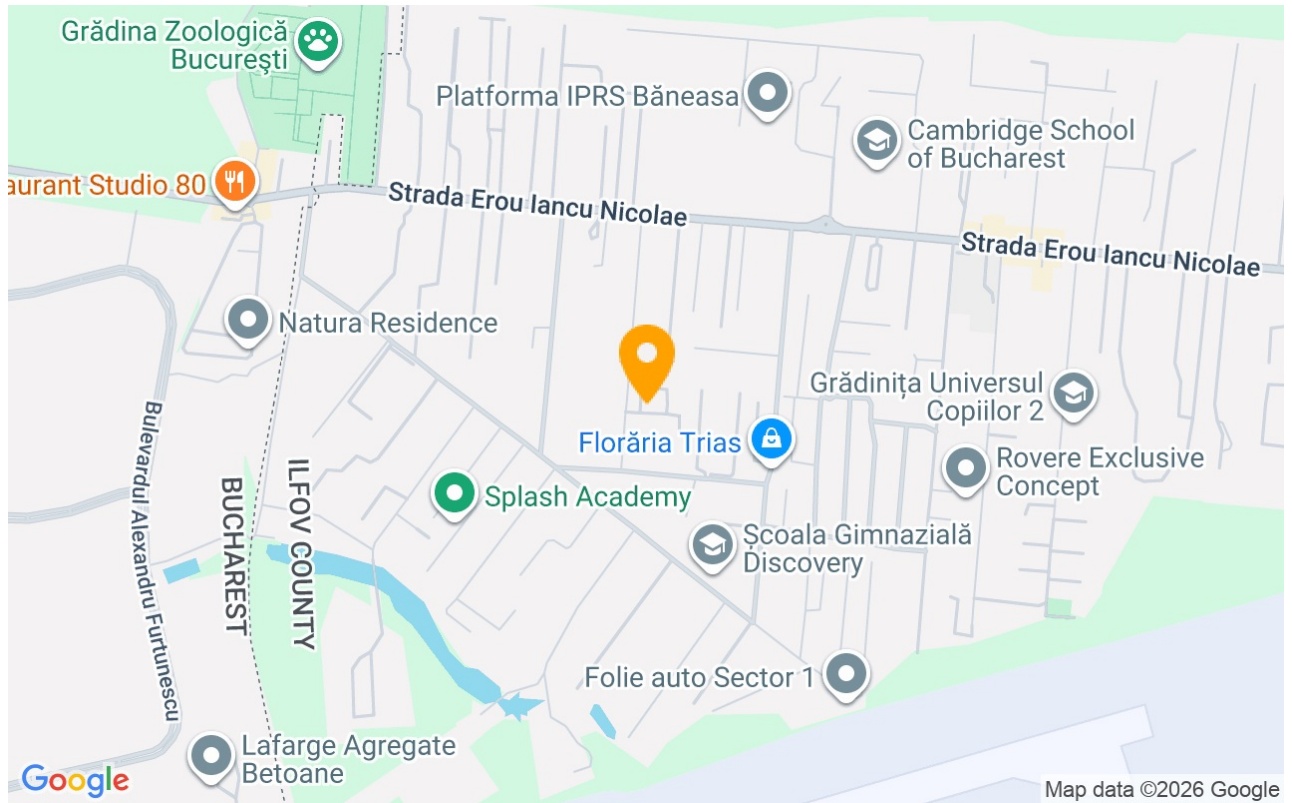 Grădina Zoologică
Bucureşti
Platforma IPRS Băneasa
Cambridge School
of Bucharest
aurant Studio 80
Strada Erou Iancu Nicolae
Strada Erou Iancu Nicolae
Natura Residence
Grădinița Universul
Copiilor 2
Florăria Trias
Rovere Exclusive
Concept
Splash Academy
Școala Gimnazială
Discovery
Bulevardul Alexandru Furtunescu
BUCHAREST
ILFOV COUNTY
Folie auto Sector 1
Lafarge Agregate
Betoane
Google
Map data ©2026 Google